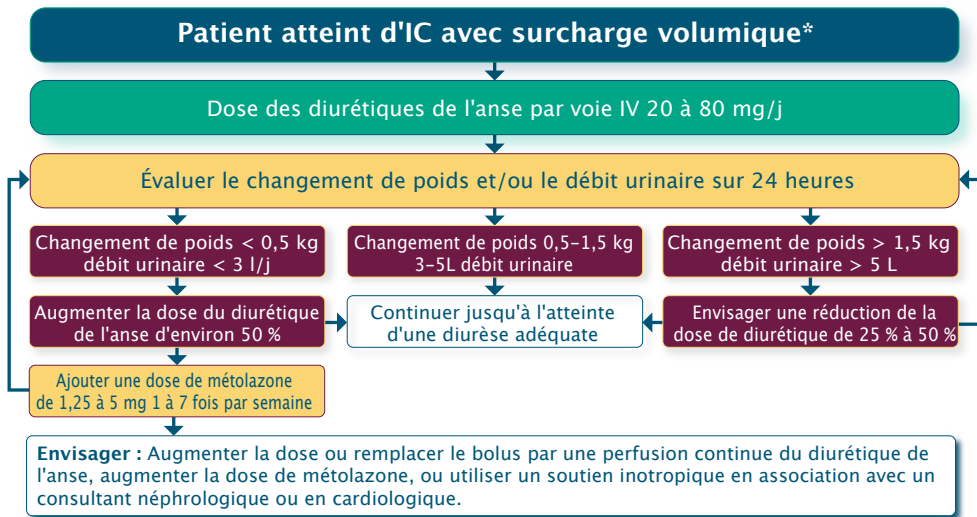 Patient atteint d'IC avec surcharge volumique*
Dose des diurétiques de l'anse par voie IV 20 à 80 mg/j
Évaluer le changement de poids et/ou le débit urinaire sur 24 heures
Changement de poids < 0,5 kg
débit urinaire < 3 l/j
Changement de poids 0,5–1,5 kg
3–5L débit urinaire
Changement de poids > 1,5 kg
débit urinaire > 5 L
Augmenter la dose du diurétique
de l'anse d'environ 50 %
Continuer jusqu'à l'atteinte
d'une diurèse adéquate
Envisager une réduction de la
dose de diurétique de 25 % à 50 %
Ajouter une dose de métolazone
de 1,25 à 5 mg 1 à 7 fois par semaine
Envisager : Augmenter la dose ou remplacer le bolus par une perfusion continue du diurétique de
l'anse, augmenter la dose de métolazone, ou utiliser un soutien inotropique en association avec un
consultant néphrologique ou en cardiologique.